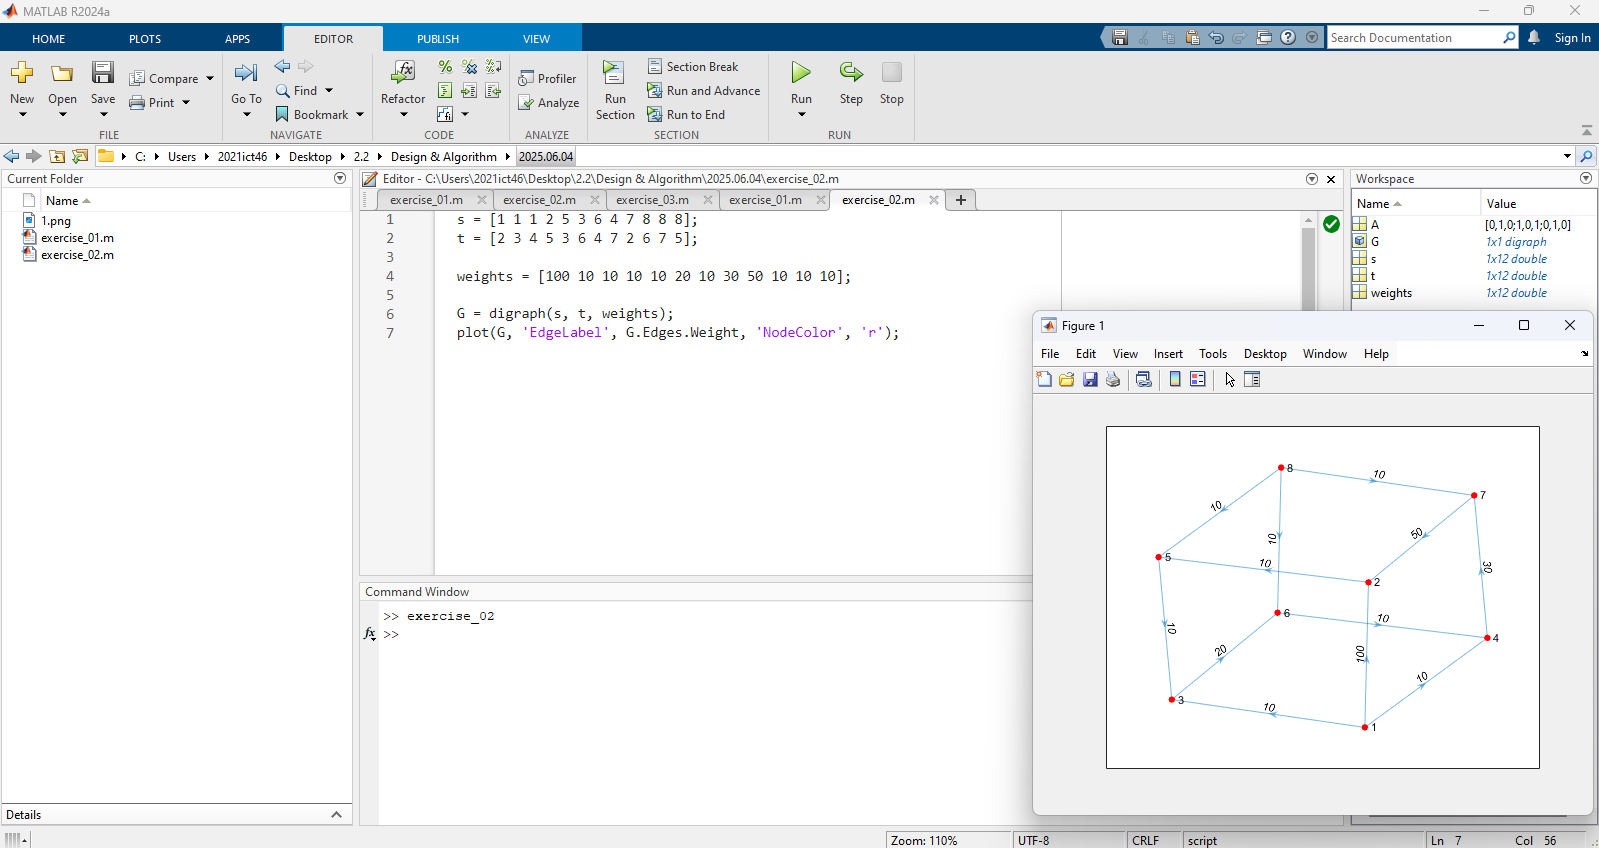 MATLAB R2024a
HOME PLOTS APPS EDITOR PUBLISH VIEW Search Documentation Sign In
New Open Save Compare Print
FILE
Go To Find Bookmark
NAVIGATE
Refactor
CODE
Profiler Analyze
ANALYZE
Run Section Section Break Run and Advance Run to End
SECTION
Run Step Stop
RUN
C: Users 2021ict46 Desktop 2.2 Design & Algorithm 2025.06.04
Current Folder
Name
1.png
exercise_01.m
exercise_02.m
Details
Editor - C:\Users\2021ict46\Desktop\2.2\Design & Algorithm\2025.06.04\exercise_02.m
exercise_01.m exercise_02.m exercise_03.m exercise_01.m exercise_02.m
1 s = [1 1 1 2 5 3 6 4 7 8 8 8];
2 t = [2 3 4 5 3 6 4 7 2 6 7 5];
3
4 weights = [100 10 10 10 10 20 10 30 50 10 10 10];
5
6 G = digraph(s, t, weights);
7 plot(G, 'EdgeLabel', G.Edges.Weight, 'NodeColor', 'r');
Command Window
>> exercise_02
fx >>
Workspace
Name Value
A [0,1,0;1,0,1;0,1,0]
G 1x1 digraph
s 1x12 double
t 1x12 double
weights 1x12 double
Figure 1
File Edit View Insert Tools Desktop Window Help
8
10
7
10
50
10
5
10
2
30
6
10
4
10
20
100
10
3
10
1
Zoom: 110% UTF-8 CRLF script Ln 7 Col 56